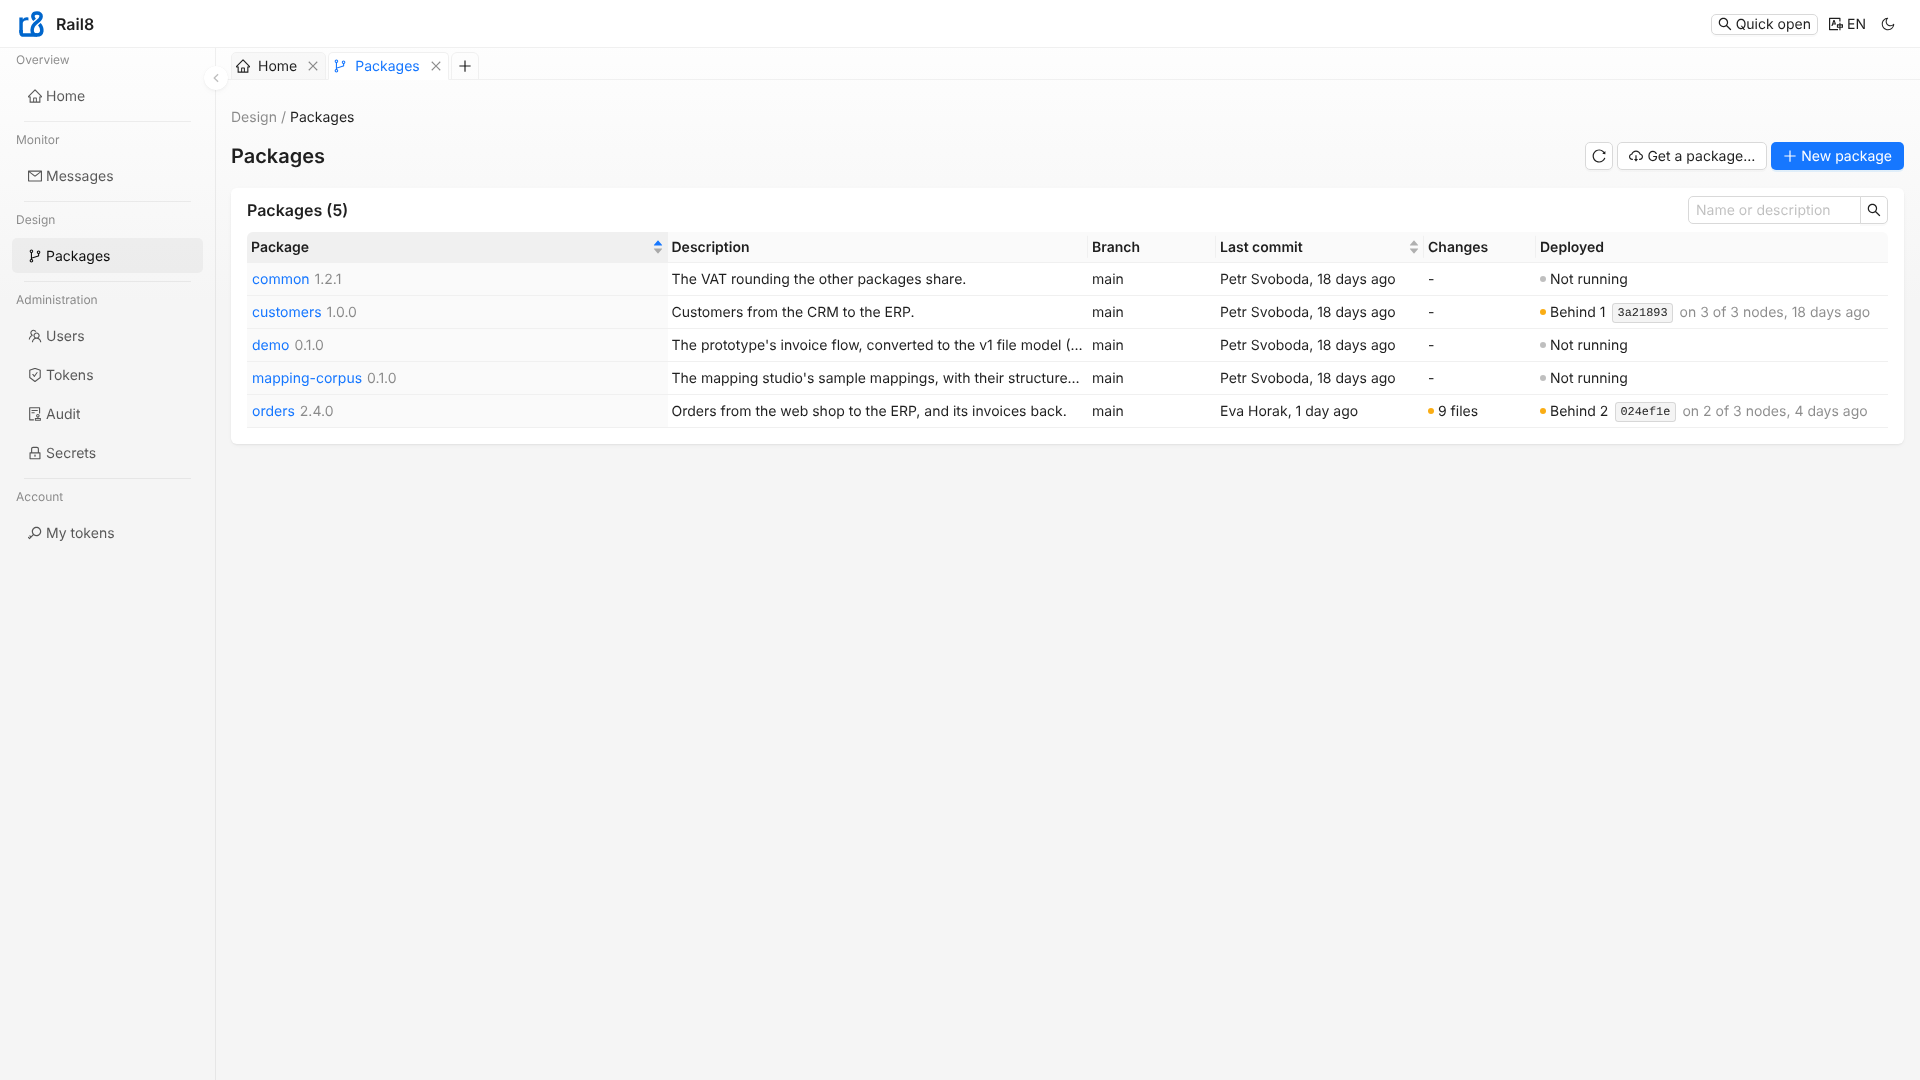 Rail8
Quick open
EN
Overview
Home
Monitor
Messages
Design
Packages
Administration
Users
Tokens
Audit
Secrets
Account
My tokens
Home
Packages
Design / Packages
Packages
Get a package...
New package
Packages (5)
Name or description
Package Description Branch Last commit Changes Deployed
common 1.2.1 The VAT rounding the other packages share. main Petr Svoboda, 18 days ago - Not running
customers 1.0.0 Customers from the CRM to the ERP. main Petr Svoboda, 18 days ago - Behind 1 3a21893 on 3 of 3 nodes, 18 days ago
demo 0.1.0 The prototype's invoice flow, converted to the v1 file model (... main Petr Svoboda, 18 days ago - Not running
mapping-corpus 0.1.0 The mapping studio's sample mappings, with their structure... main Petr Svoboda, 18 days ago - Not running
orders 2.4.0 Orders from the web shop to the ERP, and its invoices back. main Eva Horak, 1 day ago 9 files Behind 2 024ef1e on 2 of 3 nodes, 4 days ago